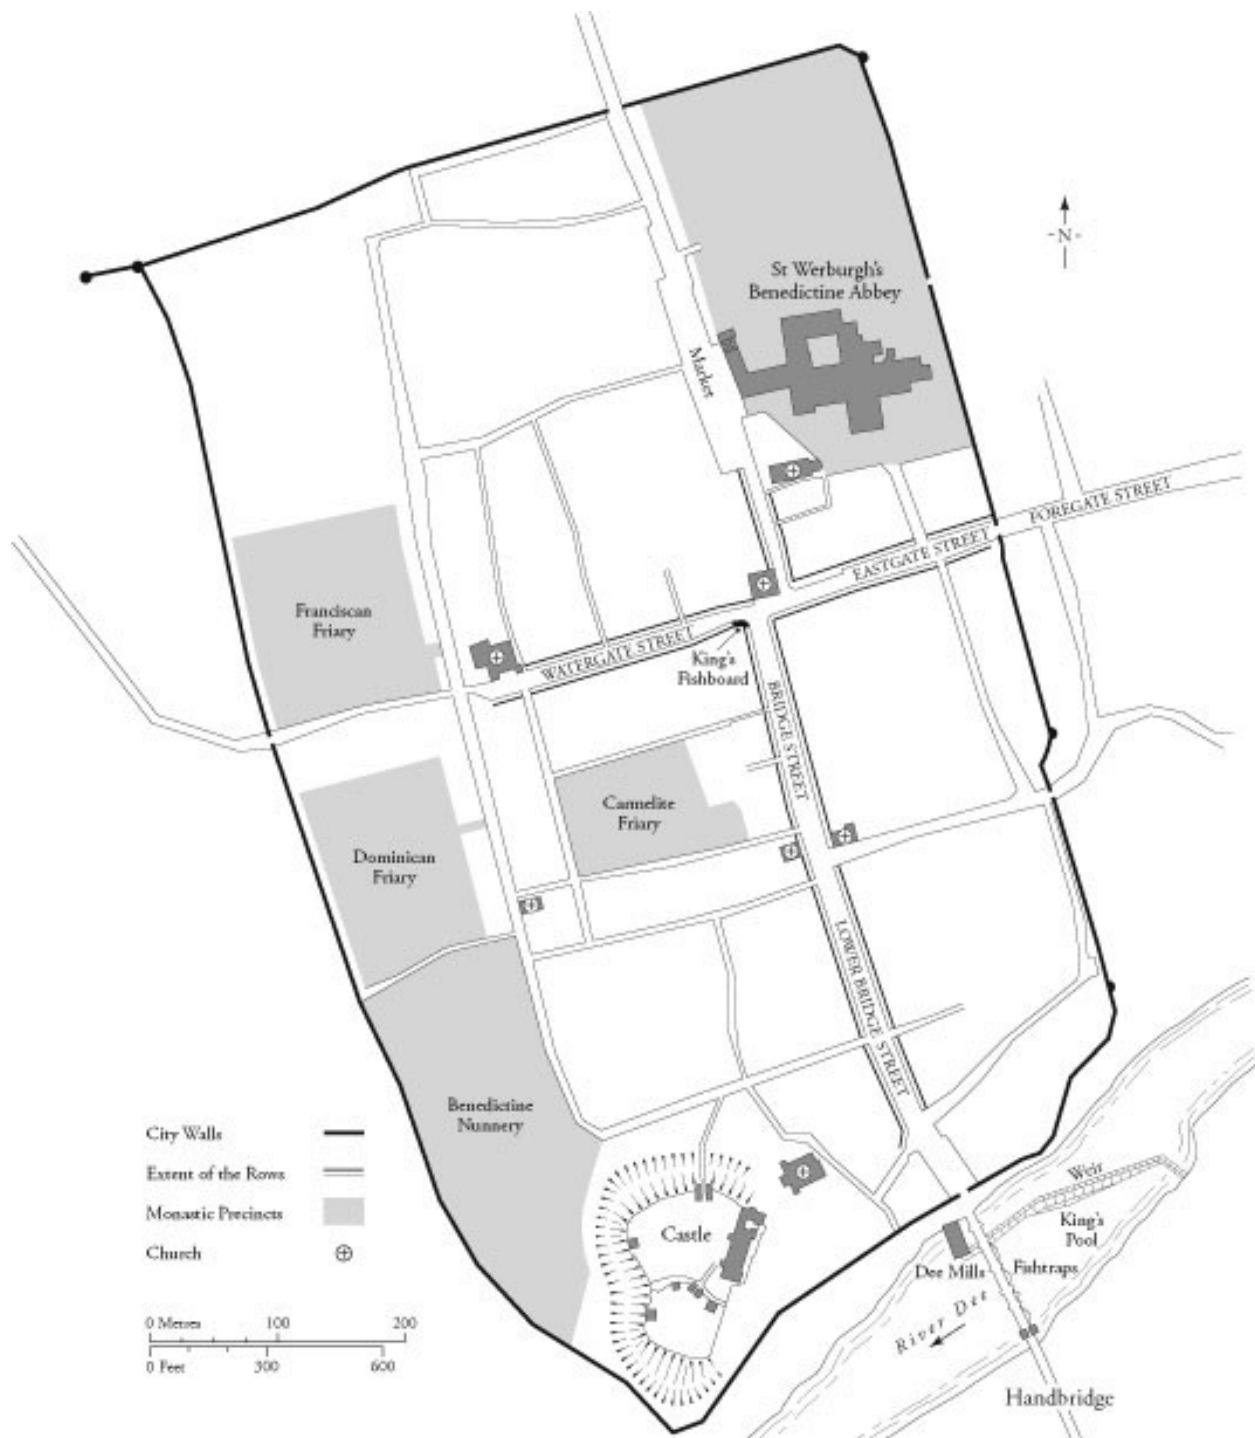 -N-
St Werburgh's
Benedictine Abbey
Market
FOREGATE STREET
EASTGATE STREET
Franciscan
Friary
WATERGATE STREET
King's
Fishboard
BRIDGE STREET
Carmelite
Friary
Dominican
Friary
LOWER BRIDGE STREET
Benedictine
Nunnery
City Walls
Extent of the Rows
Monastic Precincts
Church
Castle
Weir
King's
Pool
Dee Mills
Fishtraps
River Dee
Handbridge
0 Metres 100 200
0 Feet 300 600